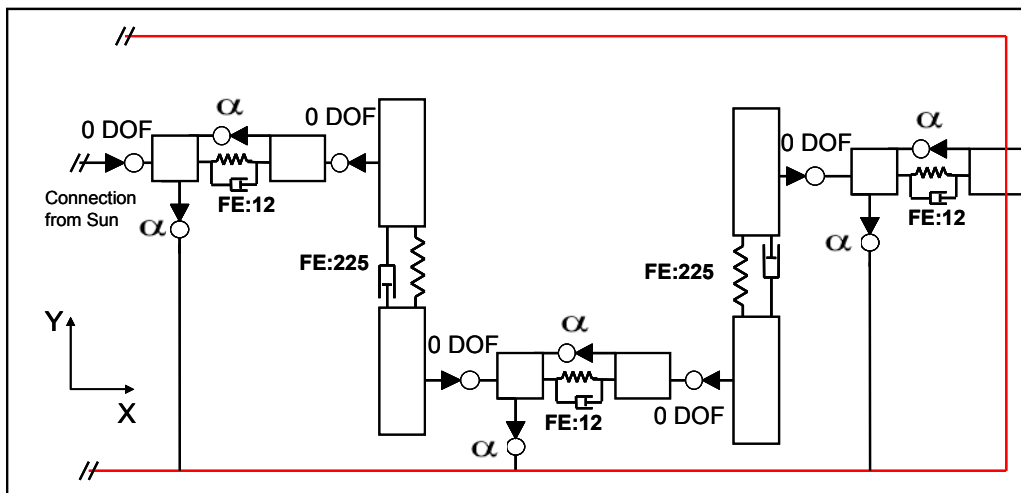 α
0 DOF
0 DOF
α
0 DOF
Connection
from Sun
FE:12
α
FE:12
α
FE:225
FE:225
Y
α
0 DOF
X
0 DOF
FE:12
α